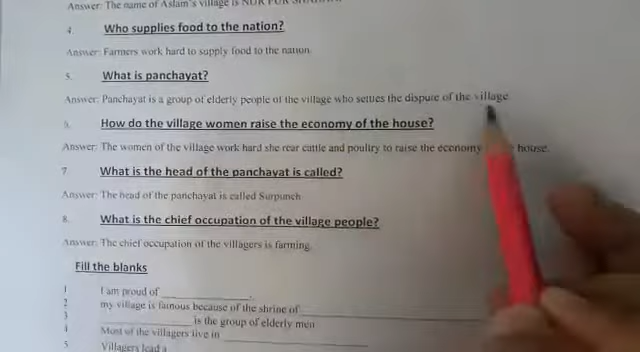 Answer: The name of Aslam's village is NUR PUR
4. Who supplies food to the nation?
Answer: Farmers work hard to supply food to the nation.
5. What is panchayat?
Answer: Panchayat is a group of elderly people of the village who settles the dispute of the village.
6. How do the village women raise the economy of the house?
Answer: The women of the village work hard she rear cattle and poultry to raise the economy house.
7. What is the head of the panchayat is called?
Answer: The head of the panchayat is called Surpunch
8. What is the chief occupation of the village people?
Answer: The chief occupation of the villagers is farming.
Fill the blanks
1 I am proud of ____________.
2 my village is famous because of the shrine of ____________
3 ____________ is the group of elderly men
4 Most of the villagers live in ____________
5 Villagers lead a